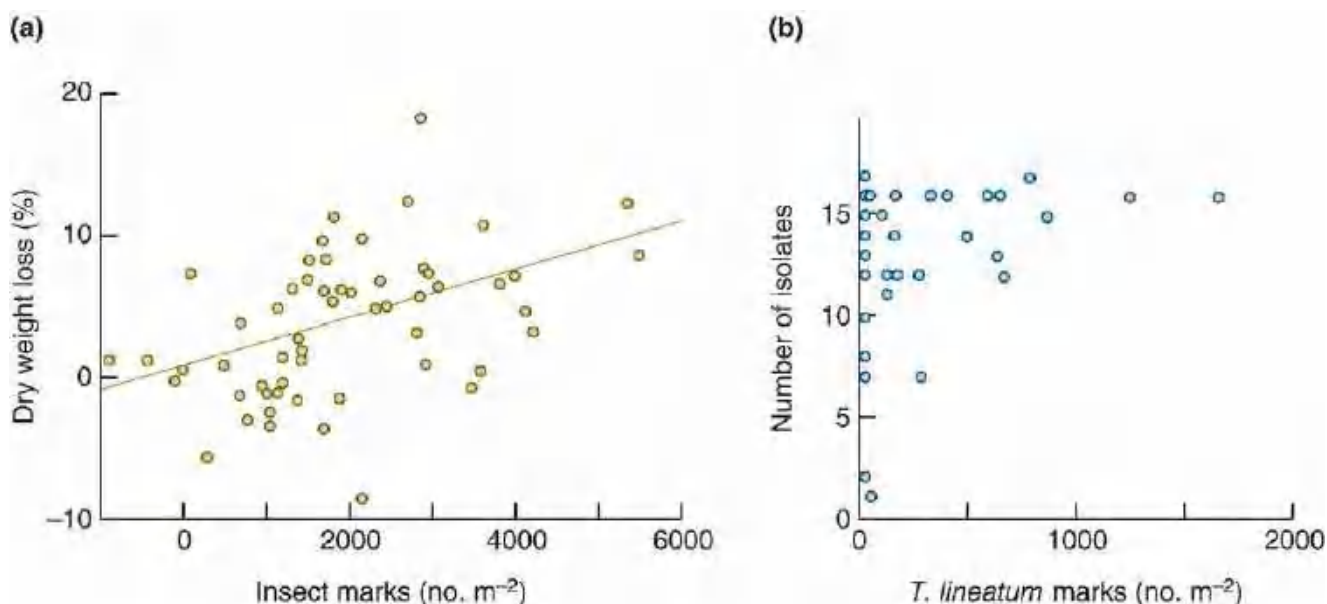 (a)
20
10
0
−10
Dry weight loss (%)
0
2000
4000
6000
Insect marks (no. m⁻²)
(b)
15
10
5
0
Number of isolates
0
1000
2000
T. lineatum marks (no. m⁻²)